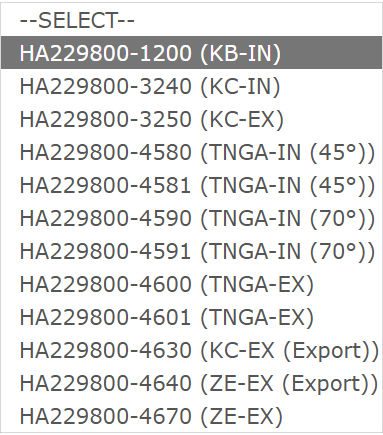 --SELECT--
HA229800-1200 (KB-IN)
HA229800-3240 (KC-IN)
HA229800-3250 (KC-EX)
HA229800-4580 (TNGA-IN (45°))
HA229800-4581 (TNGA-IN (45°))
HA229800-4590 (TNGA-IN (70°))
HA229800-4591 (TNGA-IN (70°))
HA229800-4600 (TNGA-EX)
HA229800-4601 (TNGA-EX)
HA229800-4630 (KC-EX (Export))
HA229800-4640 (ZE-EX (Export))
HA229800-4670 (ZE-EX)